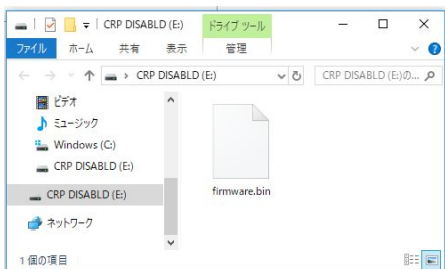 CRP DISABLD (E:)
ドライブ ツール
ファイル
ホーム
共有
表示
管理
CRP DISABLD (E:)
CRP DISABLD (E:)の...
ビデオ
ミュージック
Windows (C:)
CRP DISABLD (E:)
CRP DISABLD (E:)
ネットワーク
firmware.bin
1 個の項目